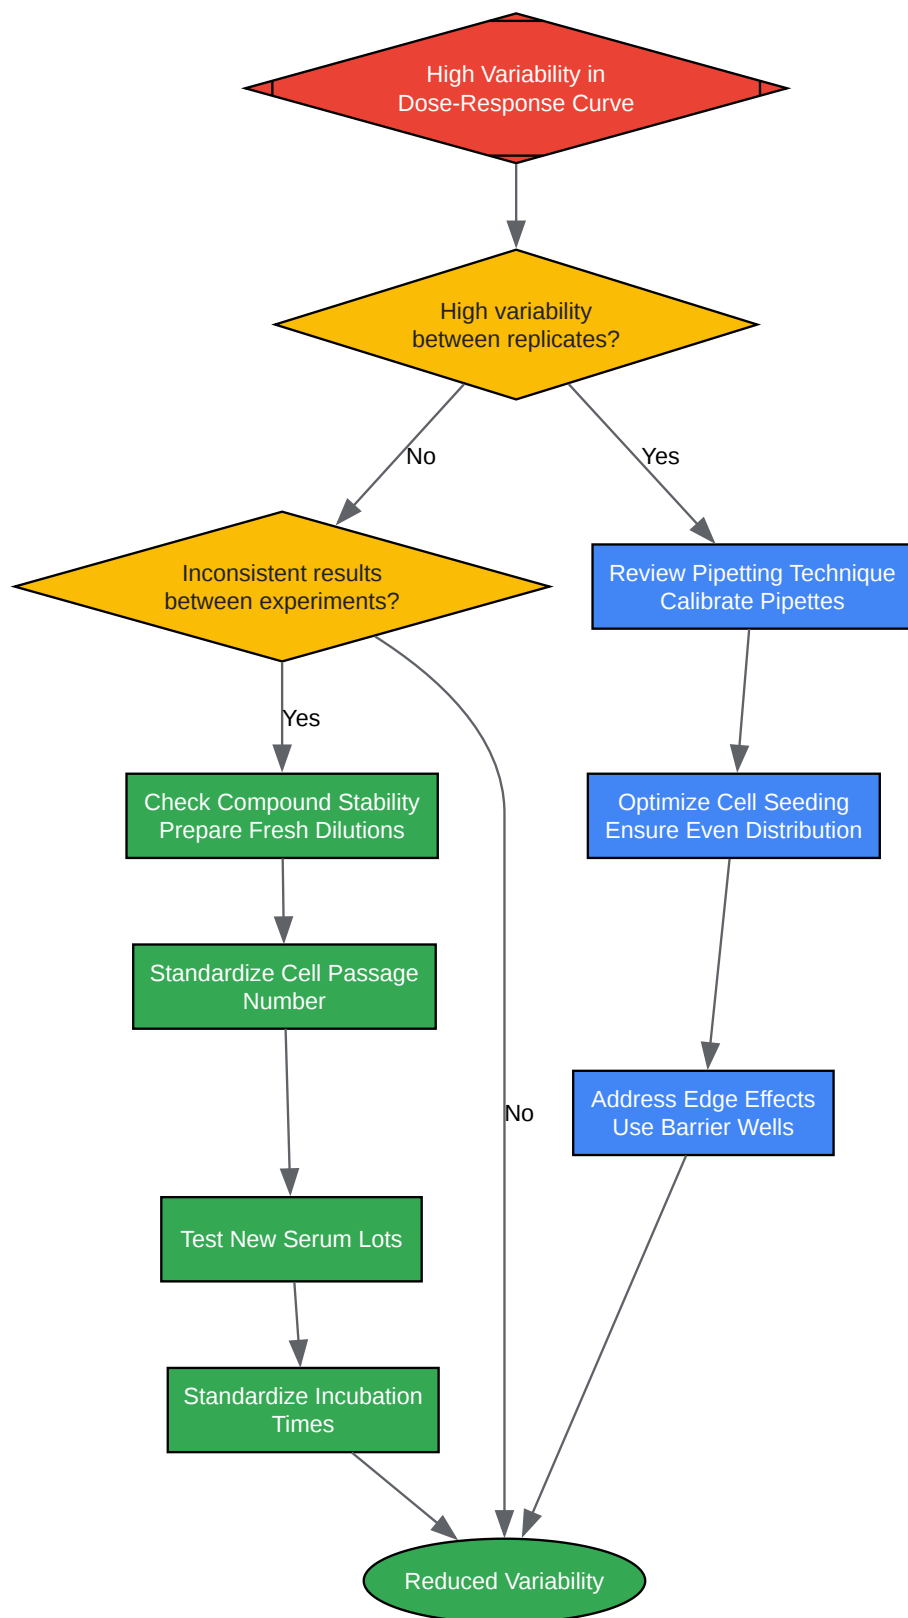 High Variability in
Dose-Response Curve
High variability
between replicates?
No
Yes
Inconsistent results
between experiments?
Review Pipetting Technique
Calibrate Pipettes
Yes
Check Compound Stability
Prepare Fresh Dilutions
Optimize Cell Seeding
Ensure Even Distribution
Standardize Cell Passage
Number
No
Address Edge Effects
Use Barrier Wells
Test New Serum Lots
Standardize Incubation
Times
Reduced Variability